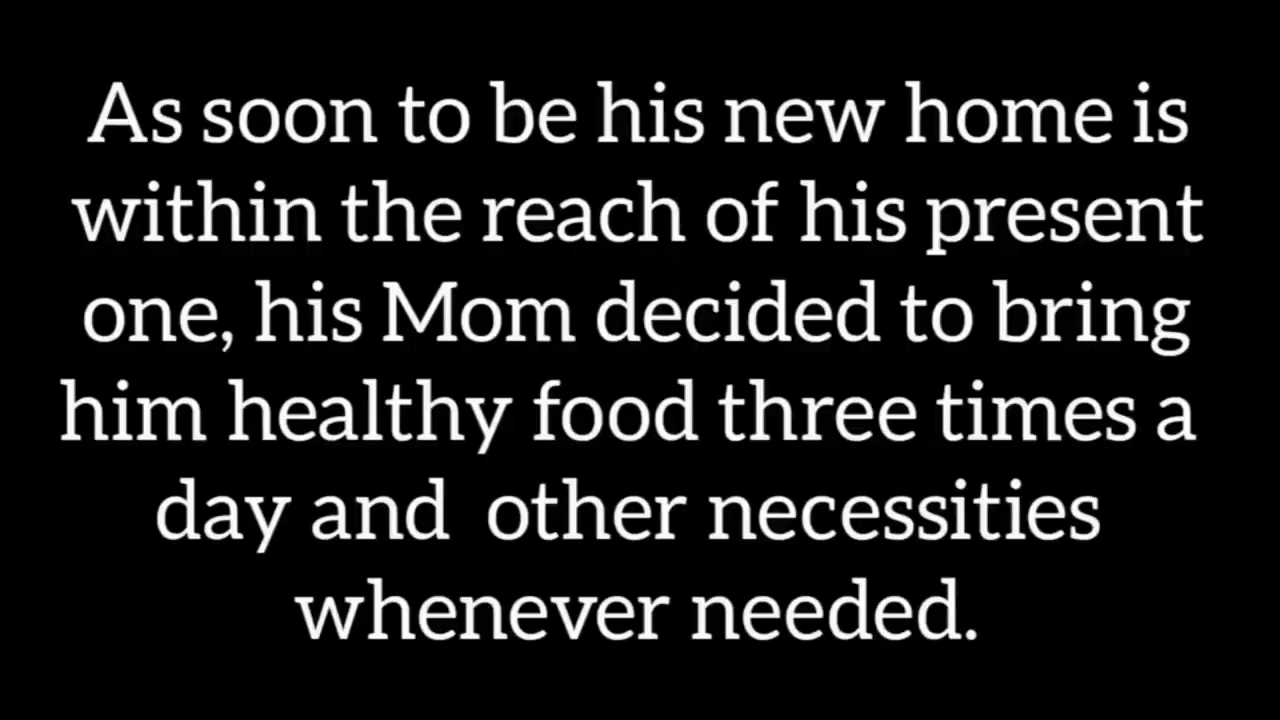 As soon to be his new home is
within the reach of his present
one, his Mom decided to bring
him healthy food three times a
day and  other necessities
whenever needed.